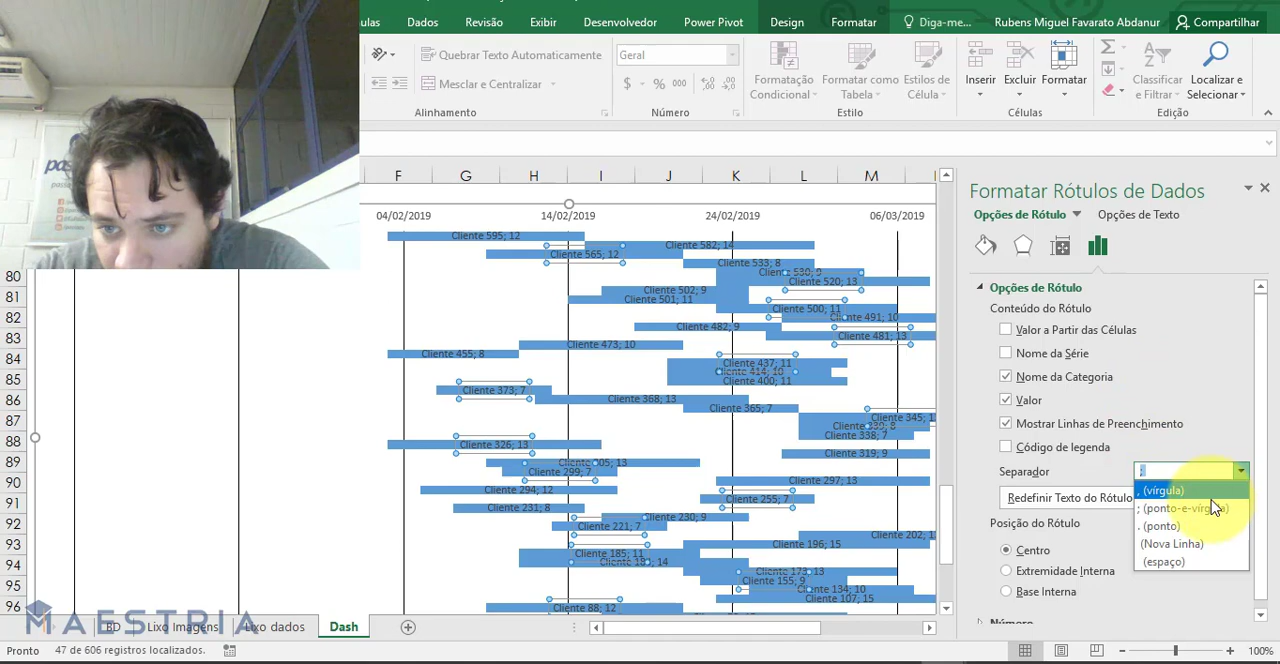 ulas Dados Revisão Exibir Desenvolvedor Power Pivot Design Formatar Diga-me... Rubens Miguel Favarato Abdanur Compartilhar
Quebrar Texto Automaticamente
Geral
Mesclar e Centralizar
$ % 000
Formatação Condicional
Formatar como Tabela
Estilos de Célula
Inserir Excluir Formatar
Classificar e Filtrar
Localizar e Selecionar
Alinhamento Número Estilo Células Edição
F G H I J K L M
04/02/2019 14/02/2019 24/02/2019 06/03/2019
Cliente 595; 12
Cliente 582; 14
Cliente 565; 12
Cliente 533; 8
Cliente 530; 9
Cliente 520; 13
Cliente 502; 9
Cliente 501; 11
Cliente 500; 11
Cliente 491; 10
Cliente 482; 9
Cliente 481; 13
Cliente 473; 10
Cliente 455; 8
Cliente 437; 11
Cliente 414; 10
Cliente 400; 11
Cliente 373; 7
Cliente 368; 13
Cliente 365; 7
Cliente 345; 1
Cliente 338; 7
Cliente 326; 13
Cliente 319; 9
Cliente 299; 7
Cliente 297; 13
Cliente 294; 12
Cliente 255; 7
Cliente 231; 8
Cliente 230; 9
Cliente 221; 7
Cliente 202; 1
Cliente 196; 15
Cliente 185; 11
Cliente 173; 13
Cliente 155; 9
Cliente 134; 10
Cliente 107; 15
Cliente 88; 12
80
81
82
83
84
85
86
87
88
89
90
91
92
93
94
95
96
Formatar Rótulos de Dados
Opções de Rótulo Opções de Texto
Opções de Rótulo
Conteúdo do Rótulo
Valor a Partir das Células
Nome da Série
Nome da Categoria
Valor
Mostrar Linhas de Preenchimento
Código de legenda
Separador ;
, (vírgula)
; (ponto-e-vírgula)
. (ponto)
(Nova Linha)
(espaço)
Redefinir Texto do Rótulo
Posição do Rótulo
Centro
Extremidade Interna
Base Interna
Número
MAESTRIA
BD Lixo Imagens Lixo dados Dash
Pronto 47 de 606 registros localizados. 100%